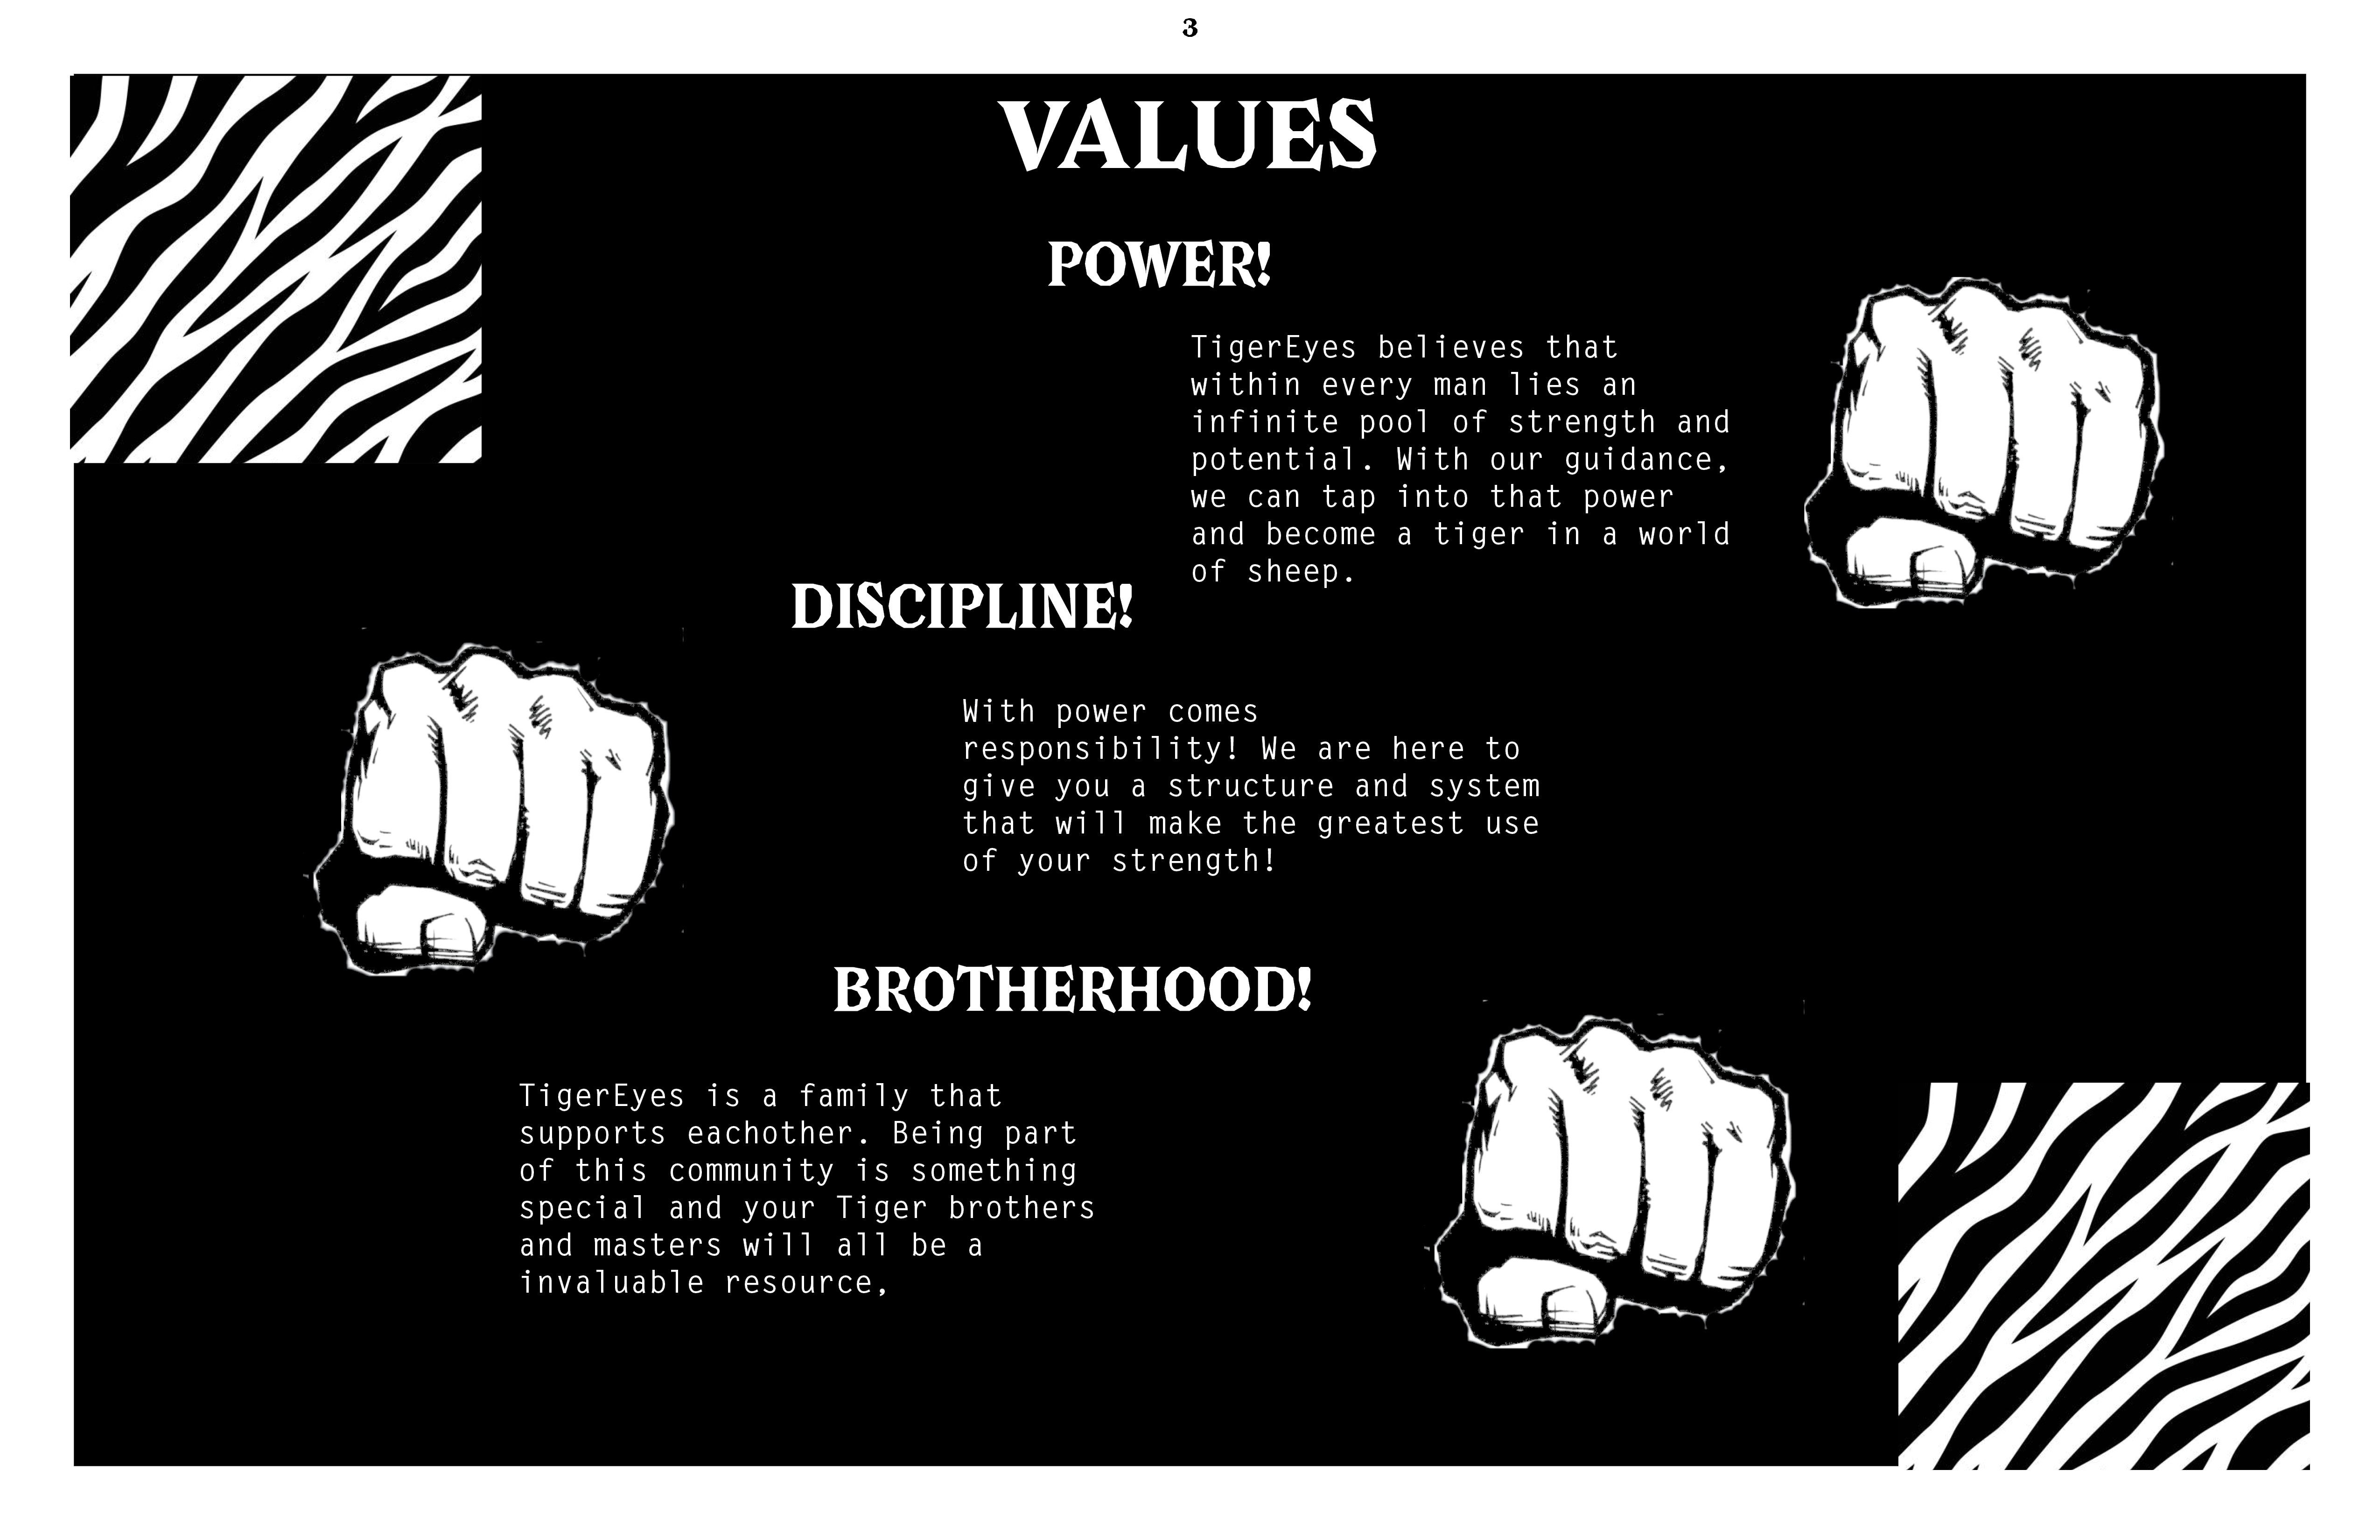 3
VALUES
POWER!
TigerEyes believes that
within every man lies an
infinite pool of strength and
potential. With our guidance,
we can tap into that power
and become a tiger in a world
of sheep.
DISCIPLINE!
With power comes
responsibility! We are here to
give you a structure and system
that will make the greatest use
of your strength!
BROTHERHOOD!
TigerEyes is a family that
supports eachother. Being part
of this community is something
special and your Tiger brothers
and masters will all be a
invaluable resource,